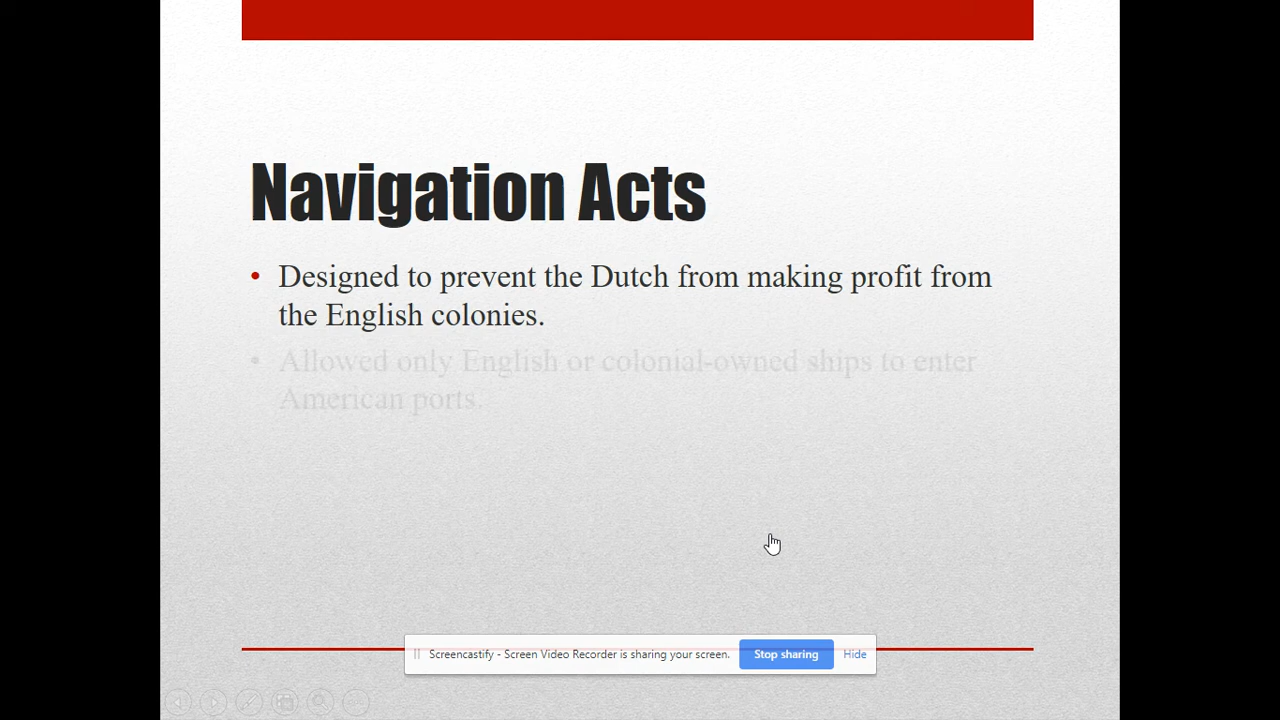 Navigation Acts
• Designed to prevent the Dutch from making profit from
the English colonies.
• Allowed only English or colonial-owned ships to enter
American ports.
Screencastify - Screen Video Recorder is sharing your screen. Stop sharing Hide